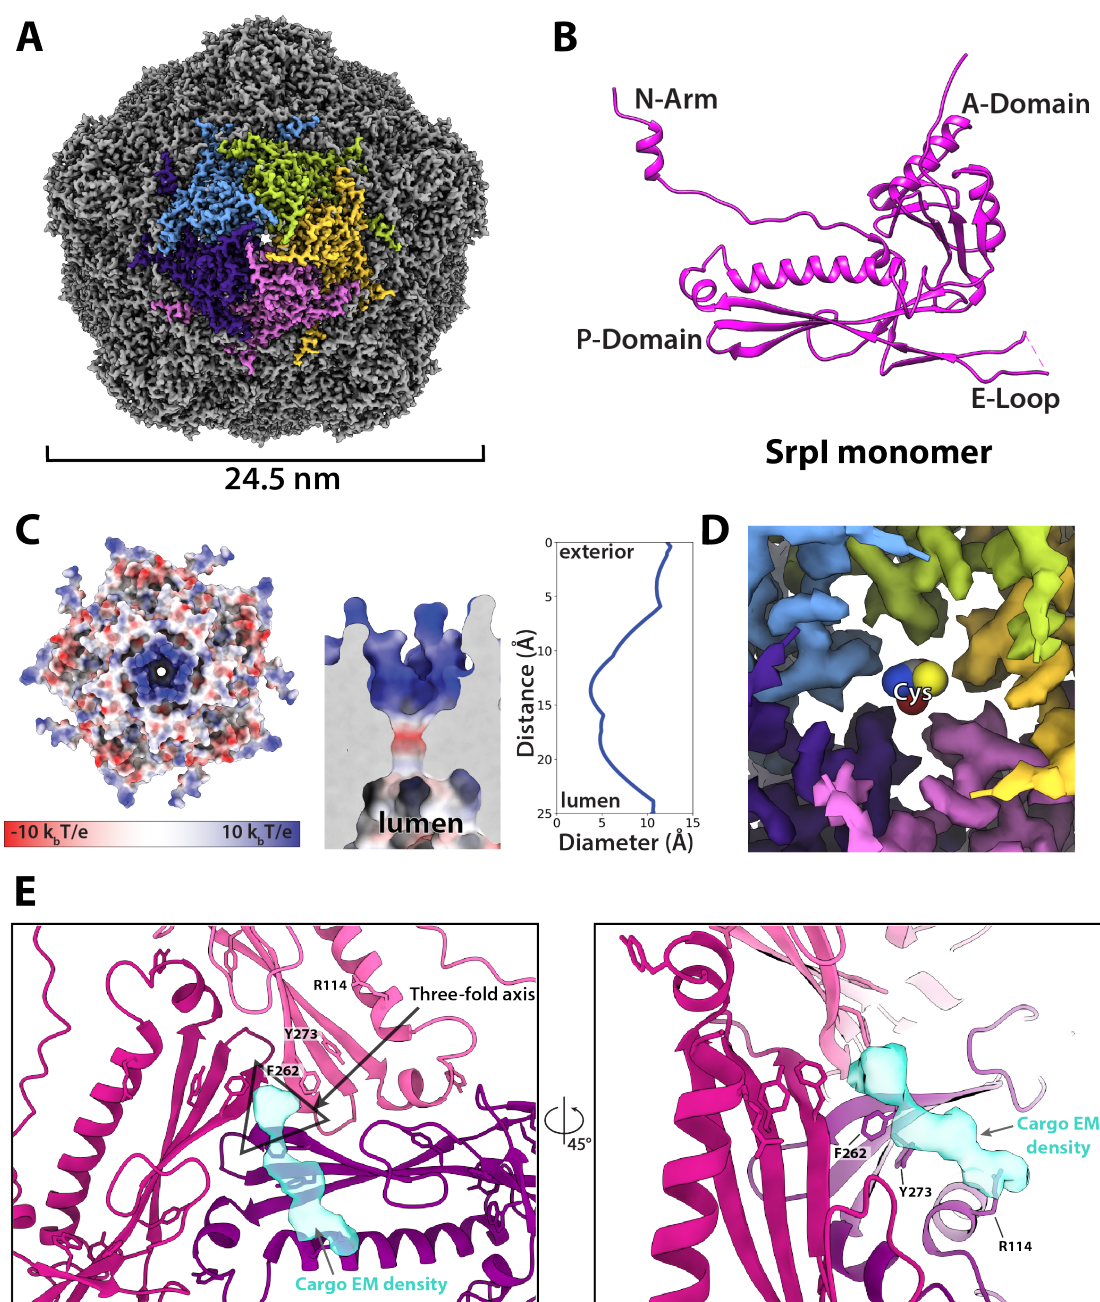 A
24.5 nm
B
N-Arm
A-Domain
P-Domain
E-Loop
SrpI monomer
C
-10 kbT/e
10 kbT/e
lumen
exterior
lumen
Distance (Å)
0
5
10
15
20
25
0
5
10
15
Diameter (Å)
D
Cys
E
R114
Three-fold axis
Y273
F262
Cargo EM density
45°
Cargo EM
density
F262
Y273
R114